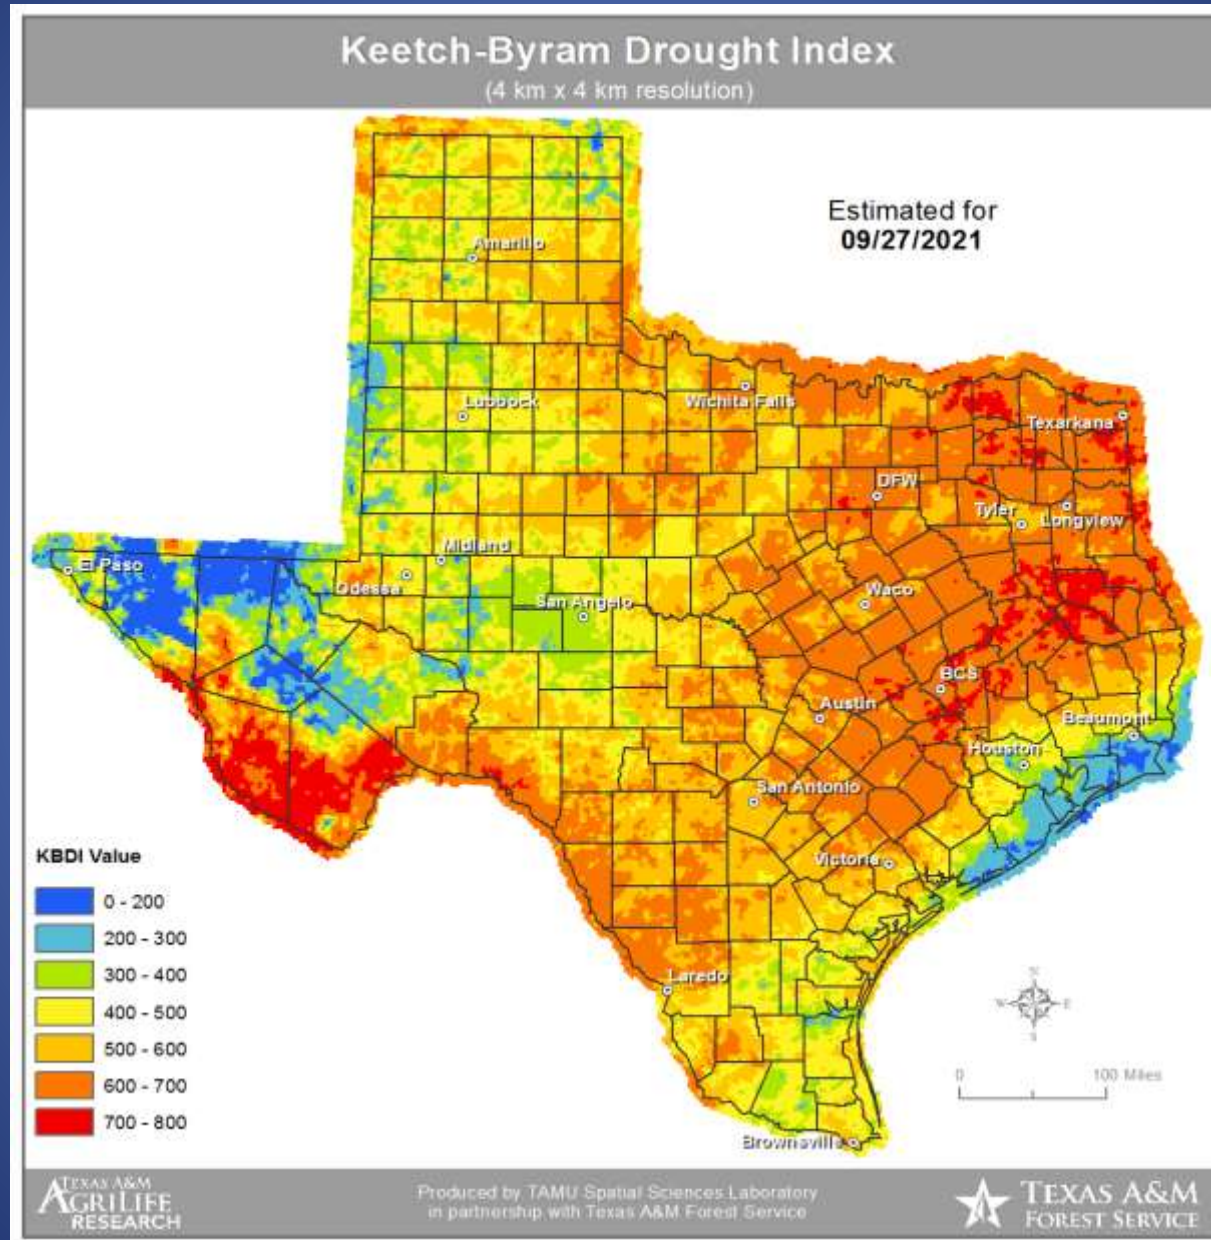 Keetch-Byram Drought Index
(4 km x 4 km resolution)
Estimated for
09/27/2021
Amarillo
Lubbock
Wichita Falls
Texarkana
DFW
Tyler
Longview
Midland
El Paso
Odessa
San Angelo
Waco
BCS
Austin
Beaumont
Houston
San Antonio
Victoria
Laredo
Brownsville
KBDI Value
0 - 200
200 - 300
300 - 400
400 - 500
500 - 600
600 - 700
700 - 800
N
W E
S
0 100 Miles
TEXAS A&M
AGRILIFE
RESEARCH
Produced by TAMU Spatial Sciences Laboratory
in partnership with Texas A&M Forest Service
TEXAS A&M
FOREST SERVICE